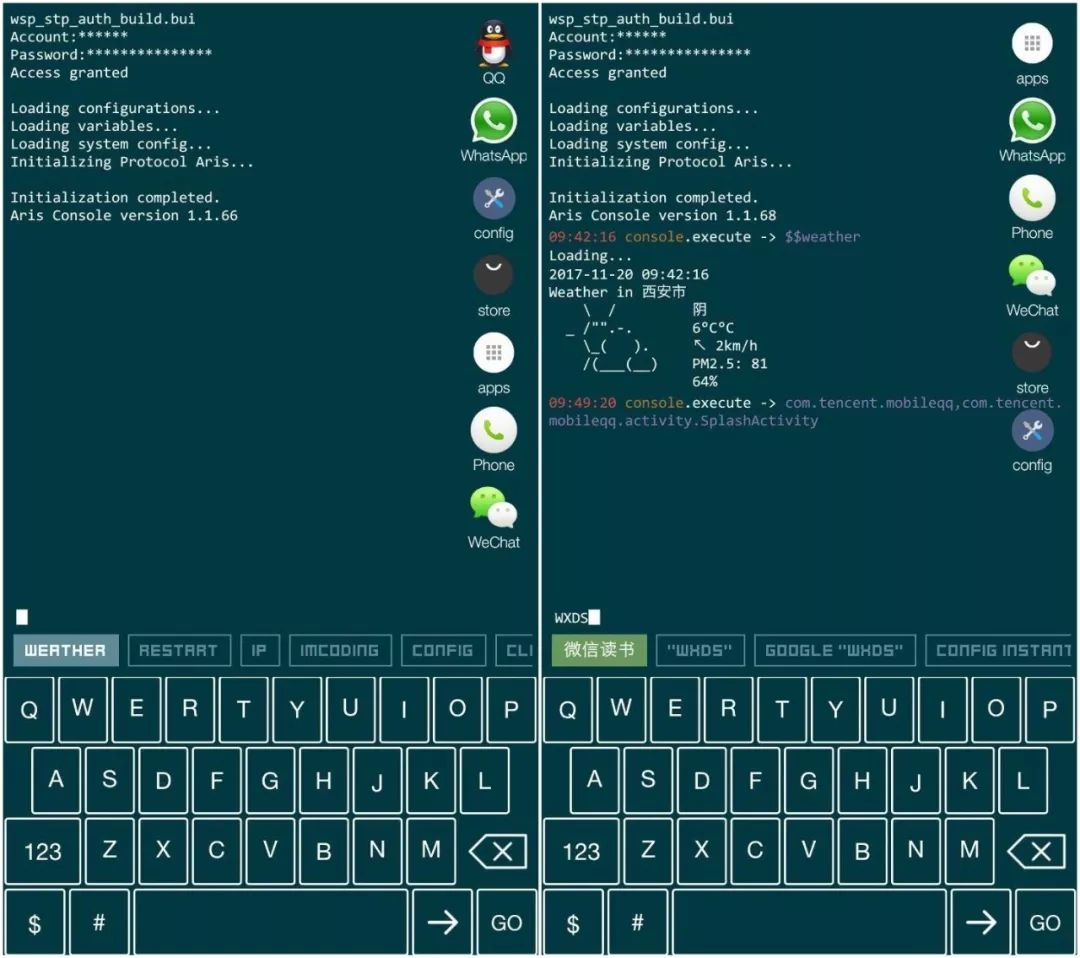 wsp_stp_auth_build.bui
Account:******
Password:***************
Access granted
Loading configurations...
Loading variables...
Loading system config...
Initializing Protocol Aris...
Initialization completed.
Aris Console version 1.1.66
QQ
WhatsApp
config
store
apps
Phone
WeChat
WEATHER RESTART IP IMCODING CONFIG CLI
Q W E R T Y U I O P
A S D F G H J K L
123 Z X C V B N M
$ # GO
wsp_stp_auth_build.bui
Account:******
Password:***************
Access granted
Loading configurations...
Loading variables...
Loading system config...
Initializing Protocol Aris...
Initialization completed.
Aris Console version 1.1.68
09:42:16 console.execute -> $$weather
Loading...
2017-11-20 09:42:16
Weather in 西安市
\ / 阴
_ /"".-. 6°C°C
\_( ). ↖ 2km/h
/(___(__) PM2.5: 81
64%
09:49:20 console.execute -> com.tencent.mobileqq,com.tencent.
mobileqq.activity.SplashActivity
apps
WhatsApp
Phone
WeChat
store
config
WXDS
微信读书 "WXDS" GOOGLE "WXDS" CONFIG INSTANT
Q W E R T Y U I O P
A S D F G H J K L
123 Z X C V B N M
$ # GO